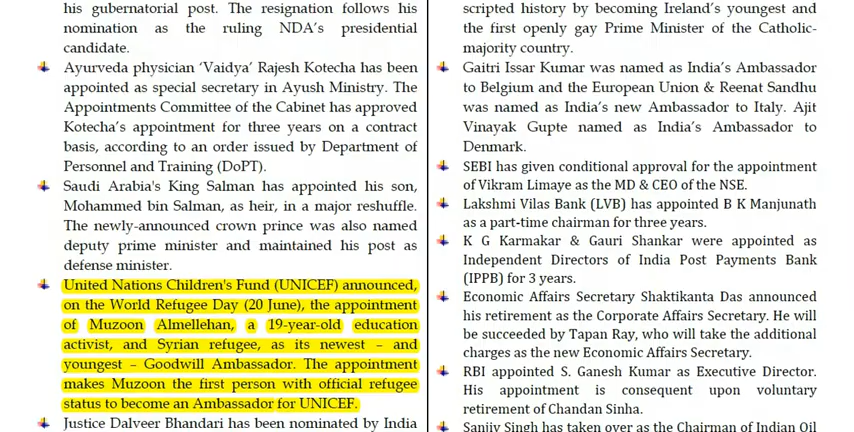 his gubernatorial post. The resignation follows his
nomination as the ruling NDA's presidential
candidate.
Ayurveda physician 'Vaidya' Rajesh Kotecha has been
appointed as special secretary in Ayush Ministry. The
Appointments Committee of the Cabinet has approved
Kotecha's appointment for three years on a contract
basis, according to an order issued by Department of
Personnel and Training (DoPT).
Saudi Arabia's King Salman has appointed his son,
Mohammed bin Salman, as heir, in a major reshuffle.
The newly-announced crown prince was also named
deputy prime minister and maintained his post as
defense minister.
United Nations Children's Fund (UNICEF) announced,
on the World Refugee Day (20 June), the appointment
of Muzoon Almellehan, a 19-year-old education
activist, and Syrian refugee, as its newest – and
youngest – Goodwill Ambassador. The appointment
makes Muzoon the first person with official refugee
status to become an Ambassador for UNICEF.
Justice Dalveer Bhandari has been nominated by India
scripted history by becoming Ireland's youngest and
the first openly gay Prime Minister of the Catholic-
majority country.
Gaitri Issar Kumar was named as India's Ambassador
to Belgium and the European Union & Reenat Sandhu
was named as India's new Ambassador to Italy. Ajit
Vinayak Gupte named as India's Ambassador to
Denmark.
SEBI has given conditional approval for the appointment
of Vikram Limaye as the MD & CEO of the NSE.
Lakshmi Vilas Bank (LVB) has appointed B K Manjunath
as a part-time chairman for three years.
K G Karmakar & Gauri Shankar were appointed as
Independent Directors of India Post Payments Bank
(IPPB) for 3 years.
Economic Affairs Secretary Shaktikanta Das announced
his retirement as the Corporate Affairs Secretary. He will
be succeeded by Tapan Ray, who will take the additional
charges as the new Economic Affairs Secretary.
RBI appointed S. Ganesh Kumar as Executive Director.
His appointment is consequent upon voluntary
retirement of Chandan Sinha.
Sanjiv Singh has taken over as the Chairman of Indian Oil